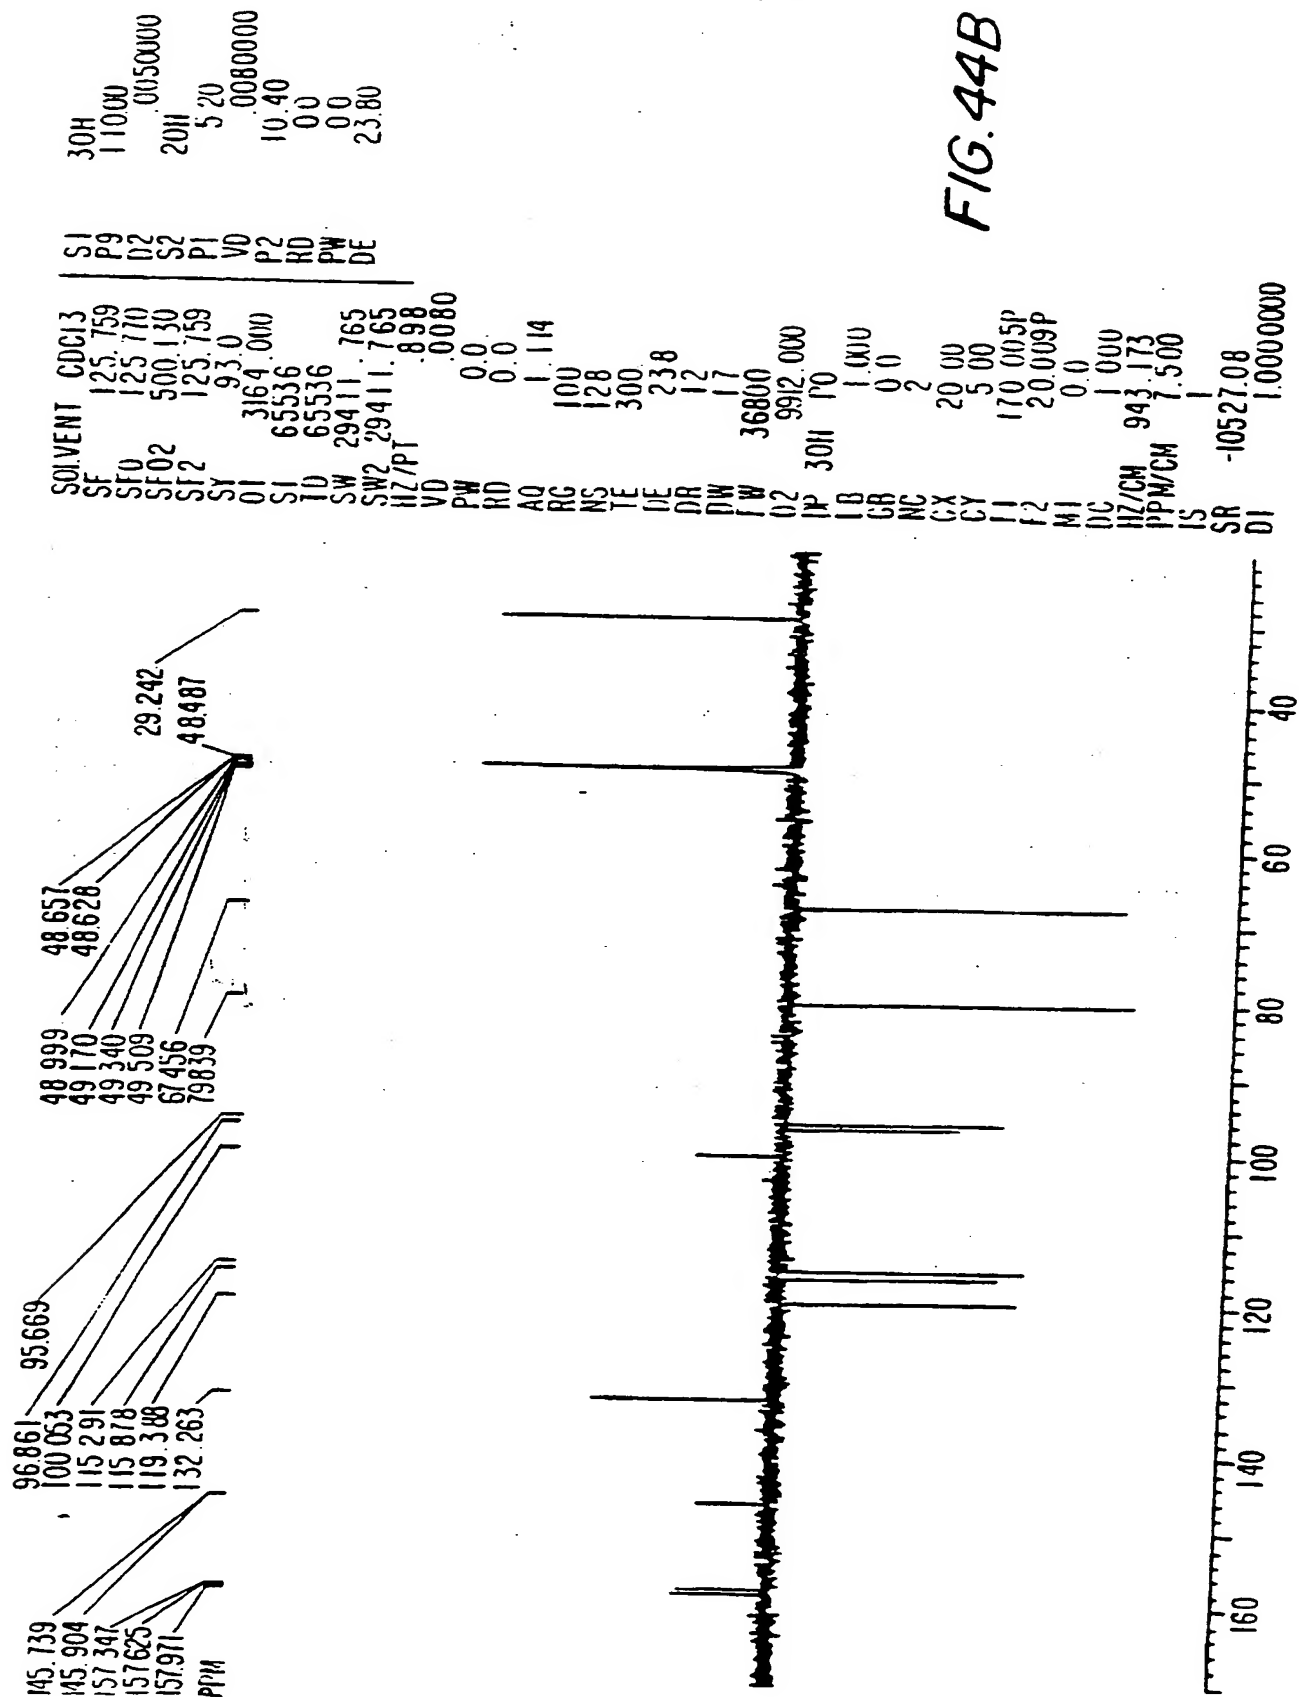 145.739
145.904
157.347
157.625
157.971
PPM
96.861
100.053
115.291
115.878
119.388
132.263
95.669
48.999
49.170
49.340
49.509
67.456
79.839
48.657
48.628
29.242
48.487
160
140
120
100
80
60
40
SOLVENT CDCl3
SF 125.759
SFO 125.770
SFO2 500.130
SF2 125.759
SY 93.0
O1 3164.000
SI 65536
TD 65536
SW 29411.765
SW2 29411.765
HZ/PT .898
VD .0080
PW 0.0
RD 0.0
AQ 1.114
RG 100
NS 128
TE 300
DE 23.8
DR 12
DW 17
FW 36800
O2 9912.000
DP 30H P0
LB 1.000
GB 0.0
NC 2
CX 20.00
CY 5.00
F1 170.005P
F2 20.009P
M1 0.0
DC 1.000
HZ/CM 943.173
PPM/CM 7.500
IS 1
SR -10527.08
D1 1.0000000
S1 30H
P9 110.00
D2 .0050000
S2 20H
P1 5.20
VD .0080000
P2 10.40
RD 0.0
PW 0.0
DE 23.80
FIG. 44B